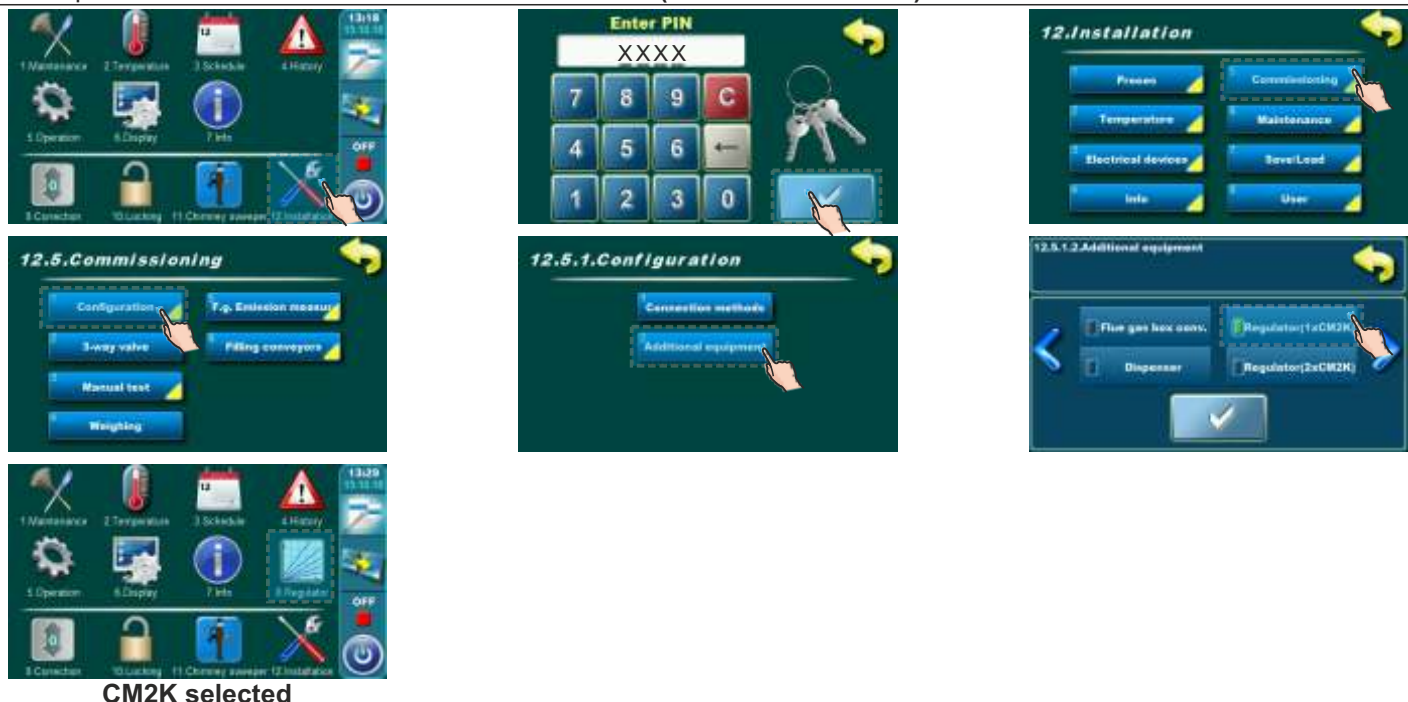 13:18
13.10.18
12
1.Maintenance 2.Temperature 3.Schedule 4.History
5.Operation 6.Display 7.Info
OFF
10.Locking 11.Chimney sweeper 12.Installation
Enter PIN
XXXX
7 8 9 C
4 5 6 ←
1 2 3 0
12.Installation
Commissioning
Temperature Maintenance
Electrical devices Save/Load
Info User
12.5.Commissioning
Configuration F.g. Emission measur
3-way valve Filling conveyors
Manual test
Weighing
12.5.1.Configuration
Connection methods
Additional equipment
12.5.1.2.Additional equipment
Flue gas box conv. Regulator(1xCM2K
Dispenser Regulator(2xCM2K)
13:29
12
1.Maintenance 2.Temperature 3.Schedule 4.History
5.Operation 6.Display 7.Info 8.Regulator
OFF
10.Locking 11.Chimney sweeper 12.Installation
CM2K selected